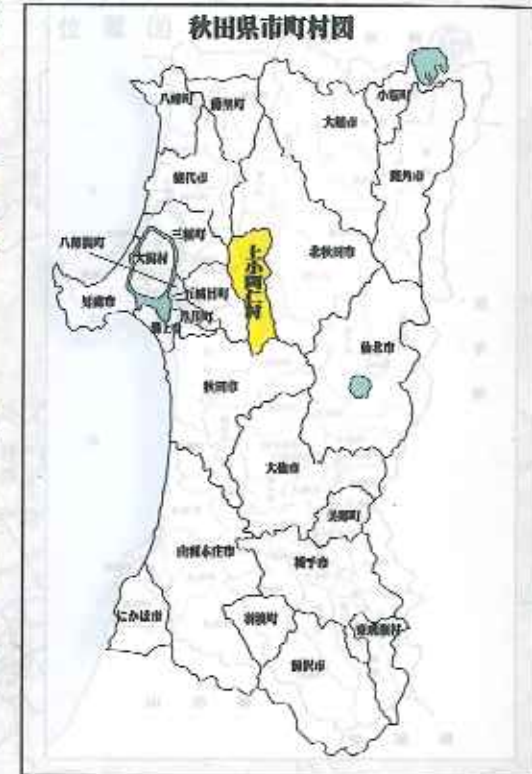 秋田県市町村図
八峰町
藤里町
大館市
小坂町
鹿角市
能代市
三種町
八郎潟町
大潟村
上小阿仁村
北秋田市
男鹿市
五城目町
井川町
潟上市
仙北市
秋田市
大仙市
美郷町
由利本荘市
横手市
にかほ市
羽後町
東成瀬村
湯沢市